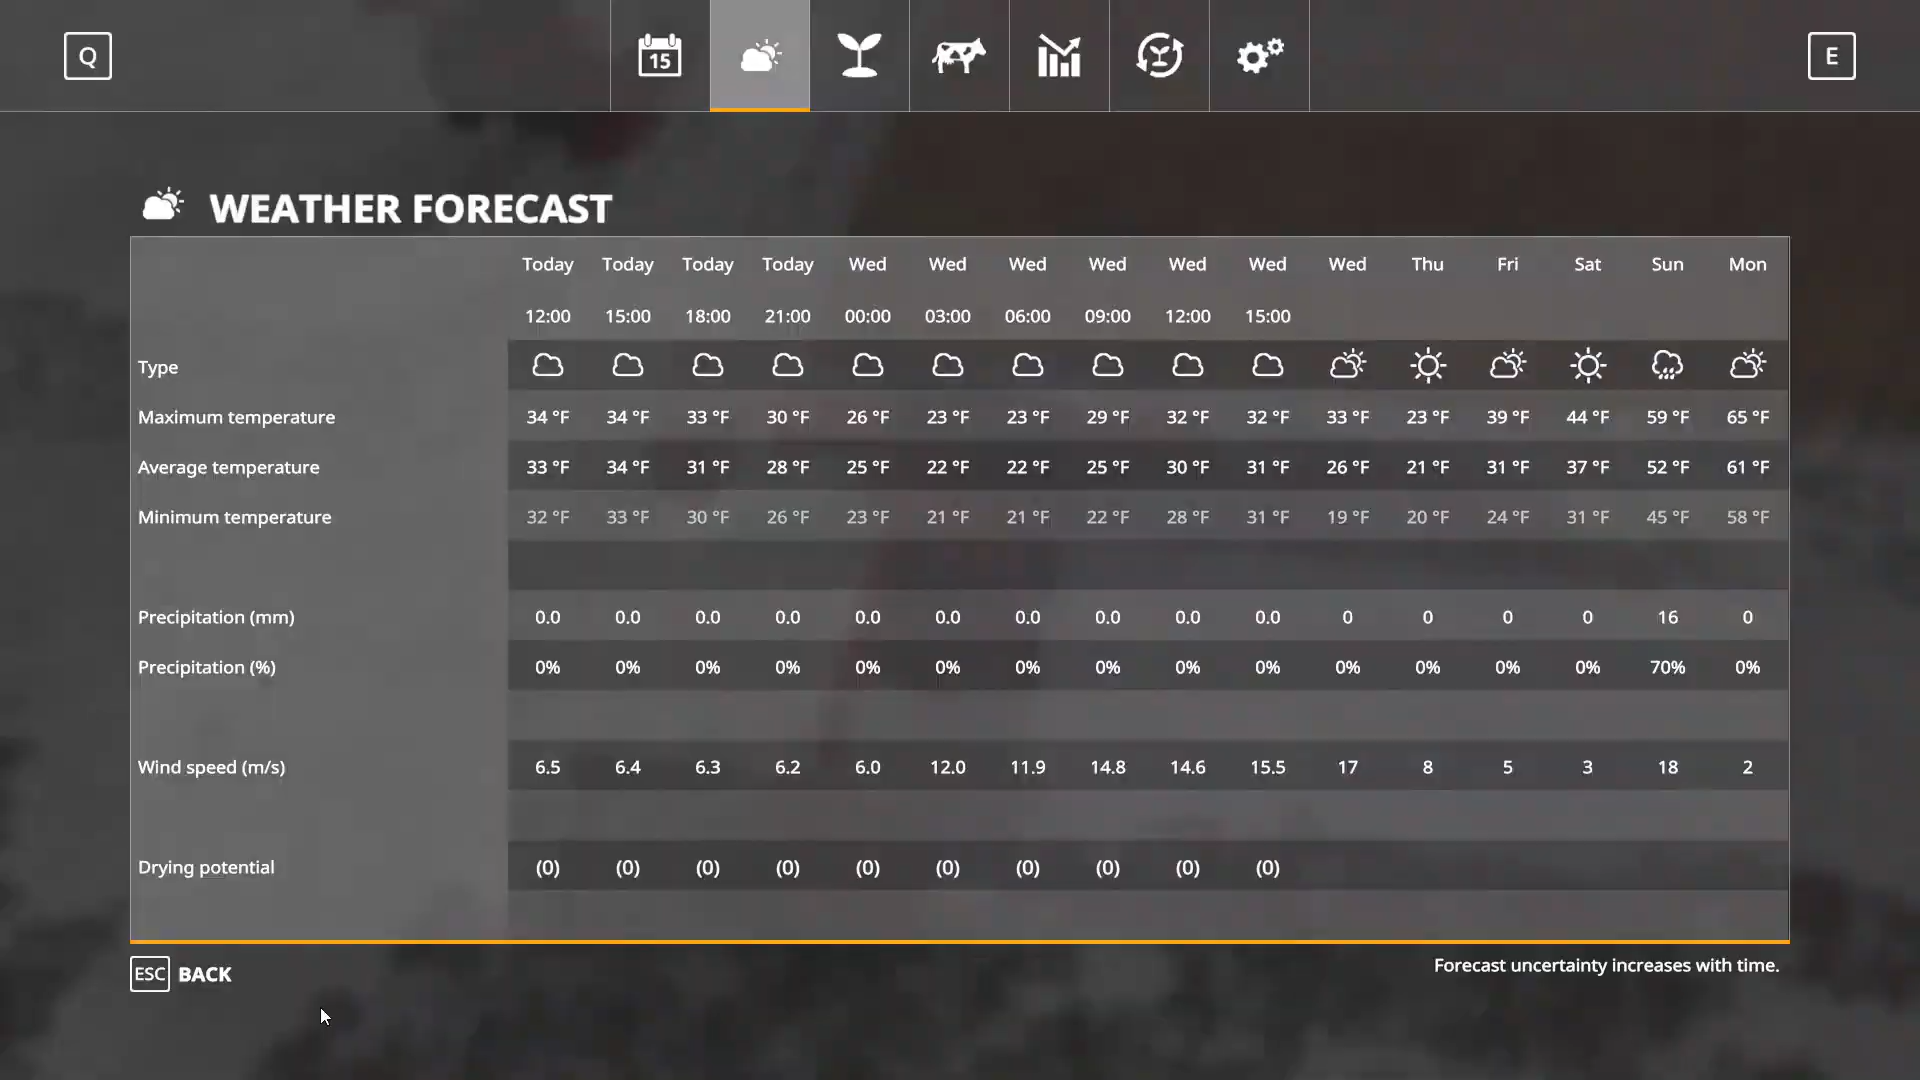 Q 15 E
WEATHER FORECAST
Today Today Today Today Wed Wed Wed Wed Wed Wed Wed Thu Fri Sat Sun Mon
12:00 15:00 18:00 21:00 00:00 03:00 06:00 09:00 12:00 15:00
Type
Maximum temperature 34 °F 34 °F 33 °F 30 °F 26 °F 23 °F 23 °F 29 °F 32 °F 32 °F 33 °F 23 °F 39 °F 44 °F 59 °F 65 °F
Average temperature 33 °F 34 °F 31 °F 28 °F 25 °F 22 °F 22 °F 25 °F 30 °F 31 °F 26 °F 21 °F 31 °F 37 °F 52 °F 61 °F
Minimum temperature 32 °F 33 °F 30 °F 26 °F 23 °F 21 °F 21 °F 22 °F 28 °F 31 °F 19 °F 20 °F 24 °F 31 °F 45 °F 58 °F
Precipitation (mm) 0.0 0.0 0.0 0.0 0.0 0.0 0.0 0.0 0.0 0.0 0 0 0 0 16 0
Precipitation (%) 0% 0% 0% 0% 0% 0% 0% 0% 0% 0% 0% 0% 0% 0% 70% 0%
Wind speed (m/s) 6.5 6.4 6.3 6.2 6.0 12.0 11.9 14.8 14.6 15.5 17 8 5 3 18 2
Drying potential (0) (0) (0) (0) (0) (0) (0) (0) (0) (0)
ESC BACK
Forecast uncertainty increases with time.